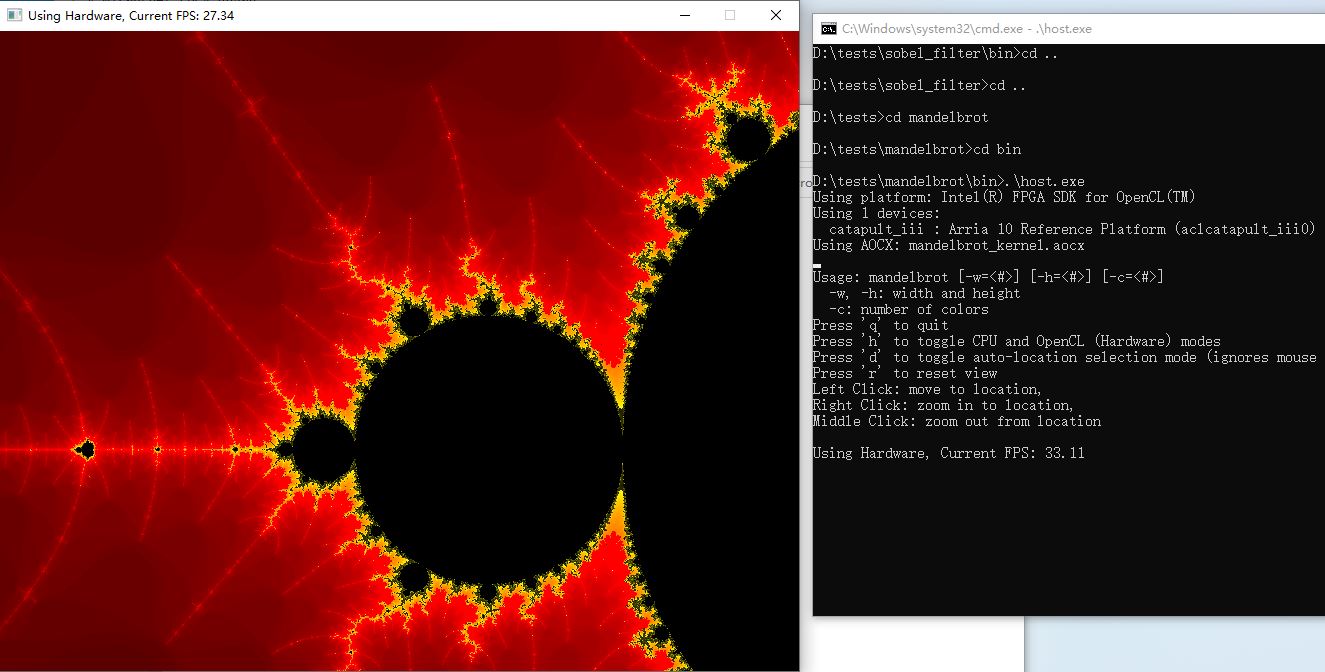 Using Hardware, Current FPS: 27.34
C:\Windows\system32\cmd.exe - .\host.exe
D:\tests\sobel_filter\bin>cd ..
D:\tests\sobel_filter>cd ..
D:\tests>cd mandelbrot
D:\tests\mandelbrot>cd bin
D:\tests\mandelbrot\bin>.\host.exe
Using platform: Intel(R) FPGA SDK for OpenCL(TM)
Using 1 devices:
catapult_iii : Arria 10 Reference Platform (aclcatapult_iii0)
Using AOCX: mandelbrot_kernel.aocx
Usage: mandelbrot [-w=<#>] [-h=<#>] [-c=<#>]
-w, -h: width and height
-c: number of colors
Press 'q' to quit
Press 'h' to toggle CPU and OpenCL (Hardware) modes
Press 'd' to toggle auto-location selection mode (ignores mouse
Press 'r' to reset view
Left Click: move to location,
Right Click: zoom in to location,
Middle Click: zoom out from location
Using Hardware, Current FPS: 33.11